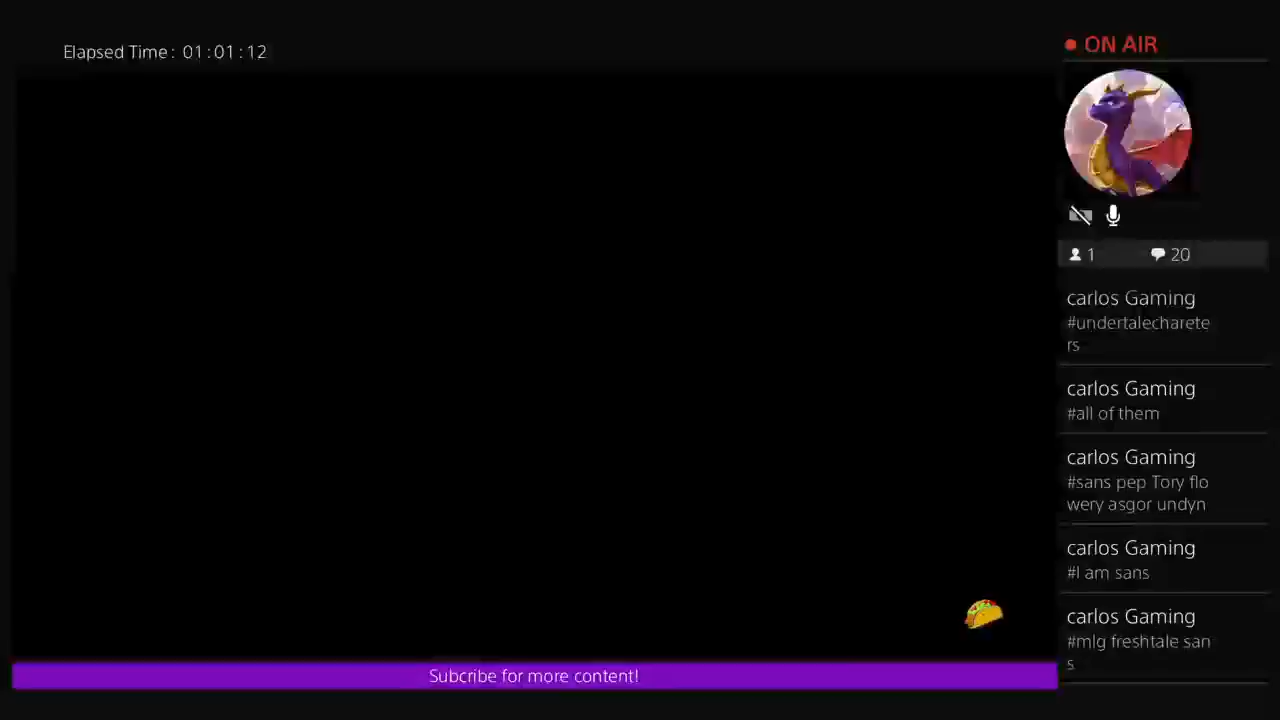 Elapsed Time: 01:01:12
ON AIR
1 20
carlos Gaming
#undertalecharete
rs
carlos Gaming
#all of them
carlos Gaming
#sans pep Tory flo
wery asgor undyn
carlos Gaming
#I am sans
carlos Gaming
#mlg freshtale san
s
Subcribe for more content!